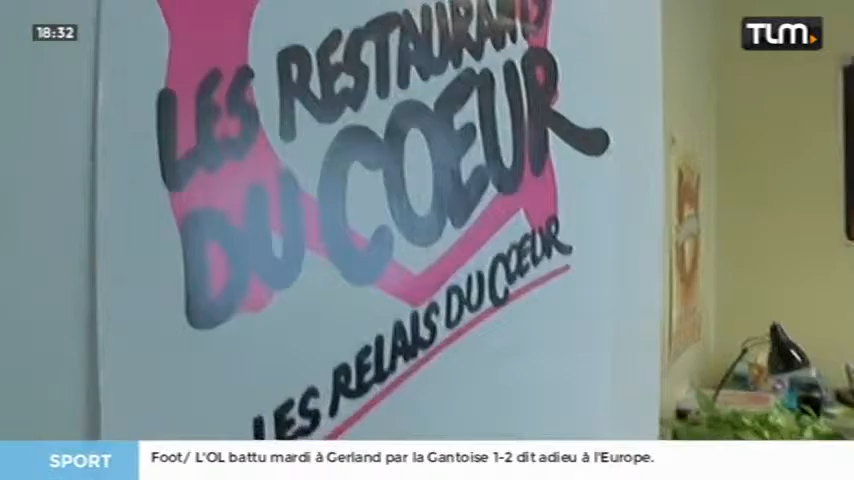 18:32
TLM
LES RESTAURANTS
DU COEUR
LES RELAIS DU COEUR
SPORT
Foot/ L'OL battu mardi à Gerland par la Gantoise 1-2 dit adieu à l'Europe.